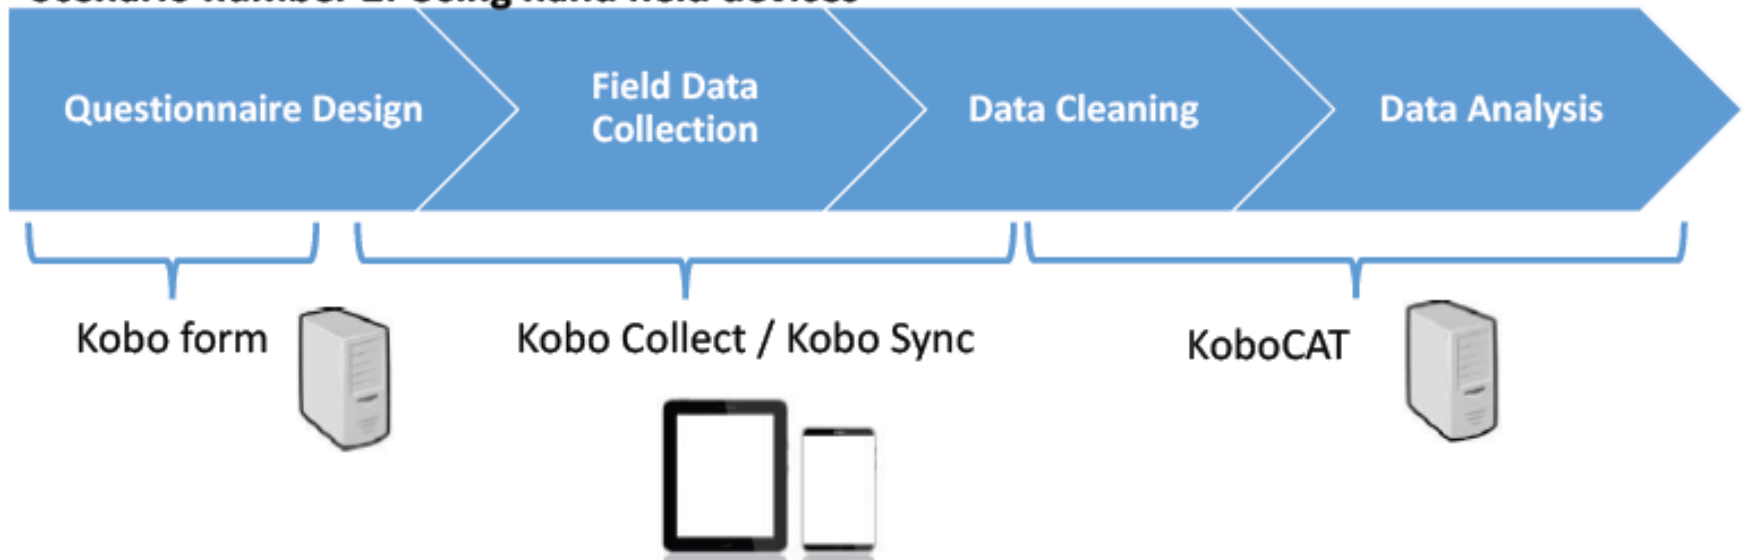 Questionnaire Design
Field Data
Collection
Data Cleaning
Data Analysis
Kobo form
Kobo Collect / Kobo Sync
KoboCAT